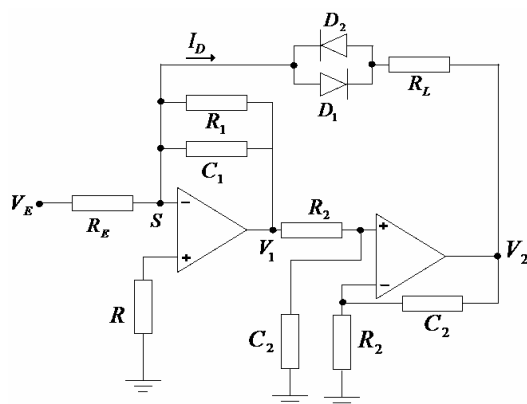 I_D
D_2
D_1
R_L
R_1
C_1
V_E
R_E
S
−
+
V_1
R_2
+
−
V_2
C_2
R
C_2
R_2